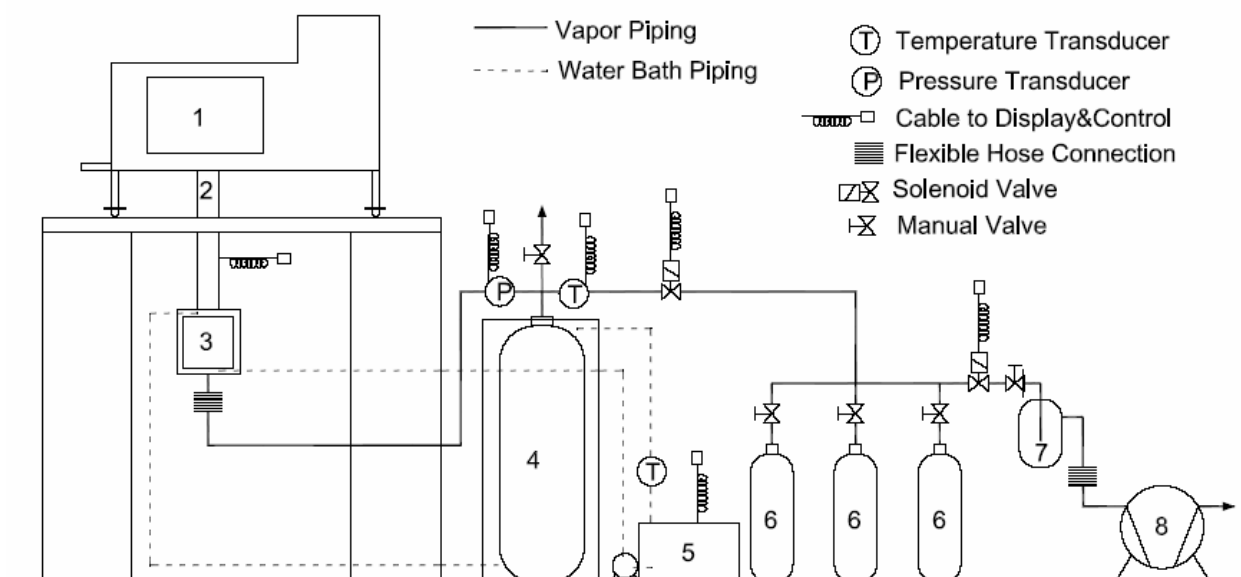 Vapor Piping
Water Bath Piping
T Temperature Transducer
P Pressure Transducer
Cable to Display&Control
Flexible Hose Connection
Solenoid Valve
Manual Valve
1
2
3
P
T
4
T
5
6
6
6
7
8